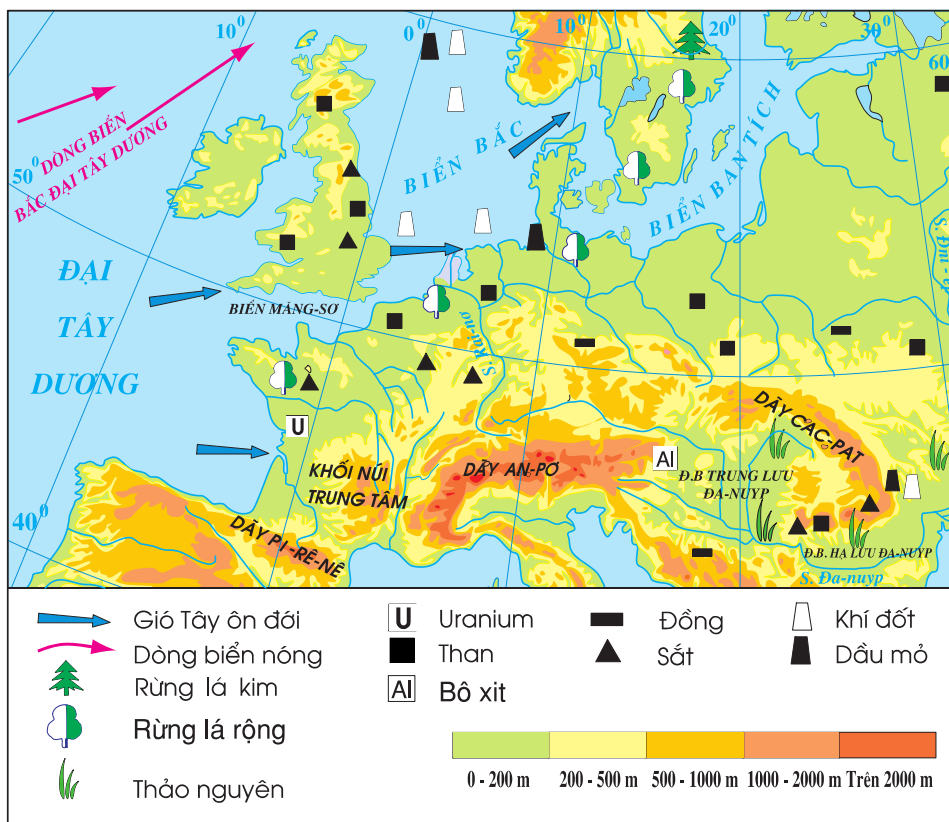 10⁰
0⁰
10⁰
20⁰
30⁰
60
DÒNG BIỂN
BẮC ĐẠI TÂY DƯƠNG
50⁰
BIỂN BẮC
BIỂN BAN TÍCH
ĐẠI
TÂY
DƯƠNG
BIỂN MĂNG-SƠ
S. Rai-nơ
U
KHỐI NÚI
TRUNG TÂM
DÃY AN-PƠ
Al
DÃY CAC-PAT
Đ.B TRUNG LƯU
ĐA-NUYP
40⁰
DÃY PI-RÊ-NÊ
Đ.B. HẠ LƯU ĐA-NUYP
S. Đa-nuyp
Gió Tây ôn đới
U Uranium
Đồng
Khí đốt
Dòng biển nóng
Than
Sắt
Dầu mỏ
Rừng lá kim
Al Bô xit
Rừng lá rộng
Thảo nguyên
0 - 200 m
200 - 500 m
500 - 1000 m
1000 - 2000 m
Trên 2000 m